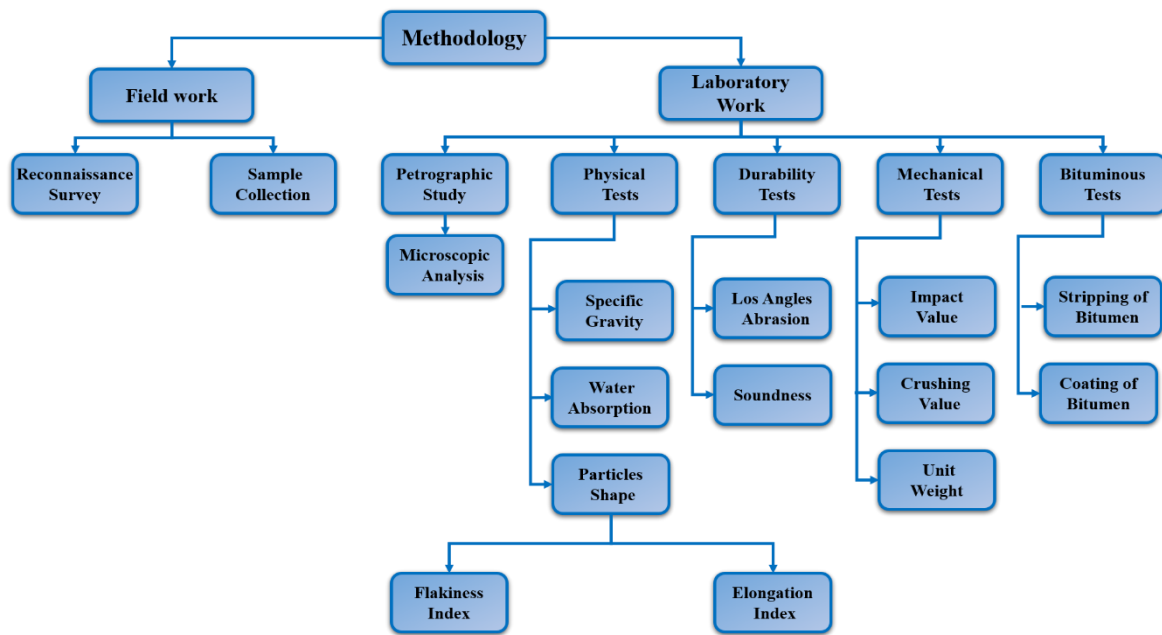 Methodology
Field work
Laboratory
Work
Reconnaissance
Survey
Sample
Collection
Petrographic
Study
Physical
Tests
Durability
Tests
Mechanical
Tests
Bituminous
Tests
Microscopic
Analysis
Specific
Gravity
Los Angles
Abrasion
Impact
Value
Stripping of
Bitumen
Water
Absorption
Soundness
Crushing
Value
Coating of
Bitumen
Particles
Shape
Unit
Weight
Flakiness
Index
Elongation
Index